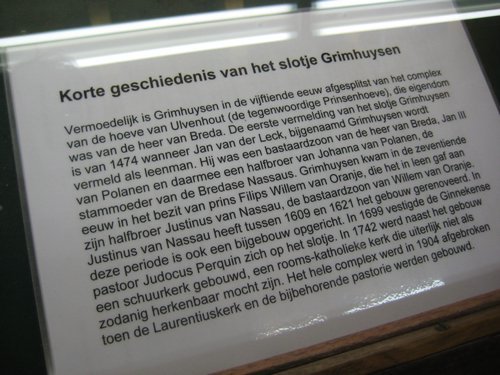 Korte geschiedenis van het slotje Grimhuysen
Vermoedelijk is Grimhuysen in de vijftiende eeuw afgesplitst van het complex
van de hoeve van Ulvenhout (de tegenwoordige Prinsenhoeve), die eigendom
was van de heer van Breda. De eerste vermelding van het slotje Grimhuysen
is van 1474 wanneer Jan van der Leck, bijgenaamd Grimhuysen wordt
vermeld als leenman. Hij was een bastaardzoon van de heer van Breda, Jan III
van Polanen en daarmee een halfbroer van Johanna van Polanen, de
stammoeder van de Bredase Nassaus. Grimhuysen kwam in de zeventiende
eeuw in het bezit van prins Filips Willem van Oranje, die het in leen gaf aan
zijn halfbroer Justinus van Nassau, de bastaardzoon van Willem van Oranje.
Justinus van Nassau heeft tussen 1609 en 1621 het gebouw gerenoveerd. In
deze periode is ook een bijgebouw opgericht. In 1699 vestigde de Ginnekense
pastoor Judocus Perquin zich op het slotje. In 1742 werd naast het gebouw
een schuurkerk gebouwd, een rooms-katholieke kerk die uiterlijk niet als
zodanig herkenbaar mocht zijn. Het hele complex werd in 1904 afgebroken
toen de Laurentiuskerk en de bijbehorende pastorie werden gebouwd.